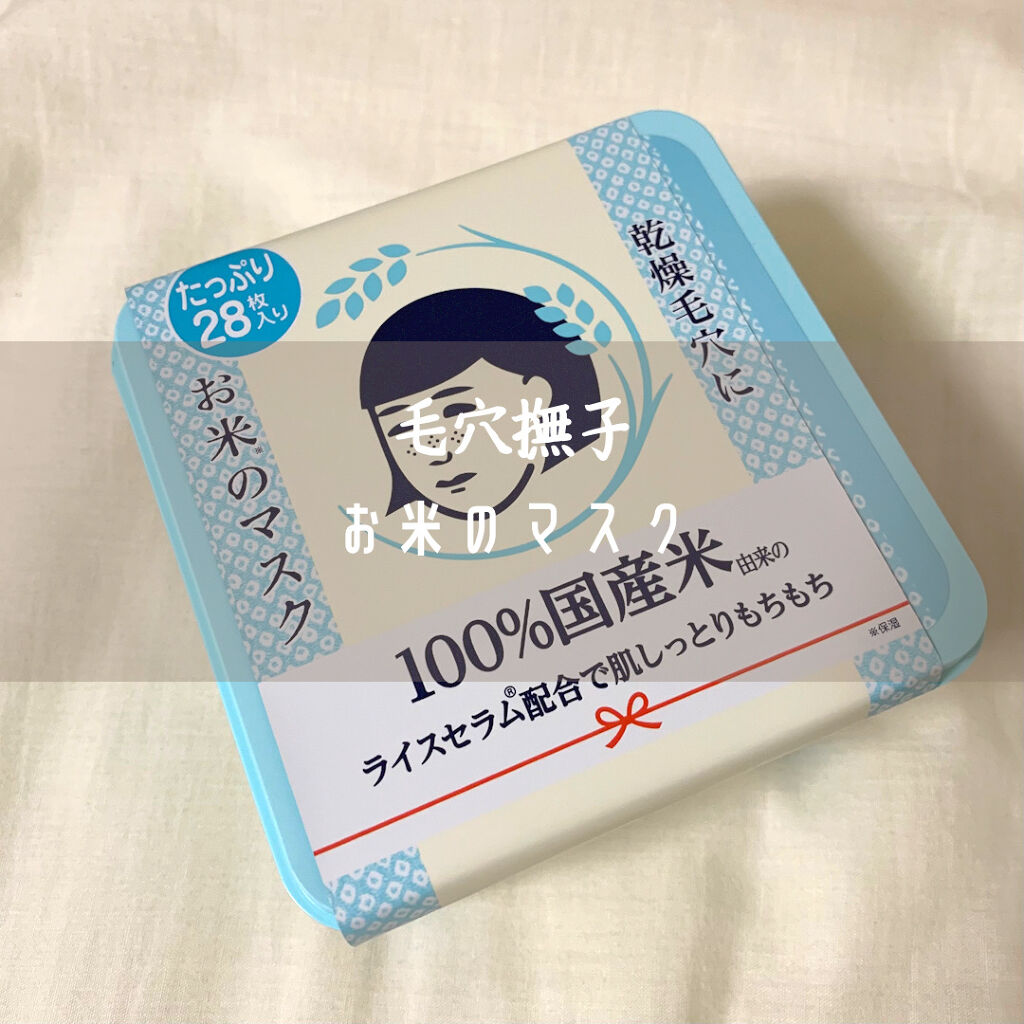 毛穴撫子
お米のマスク
たっぷり
28枚入り
お米※のマスク
乾燥毛穴に
100%国産米由来の
ライスセラム®配合で肌しっとりもちもち
※保湿